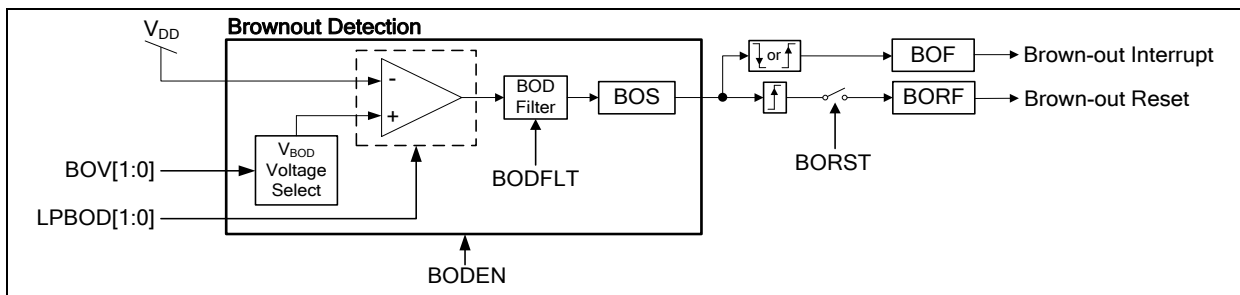 Brownout Detection
VDD
-
+
VBOD
Voltage
Select
BOD
Filter
BOS
or
BOF
Brown-out Interrupt
BORF
Brown-out Reset
BORST
BODFLT
BOV[1:0]
LPBOD[1:0]
BODEN